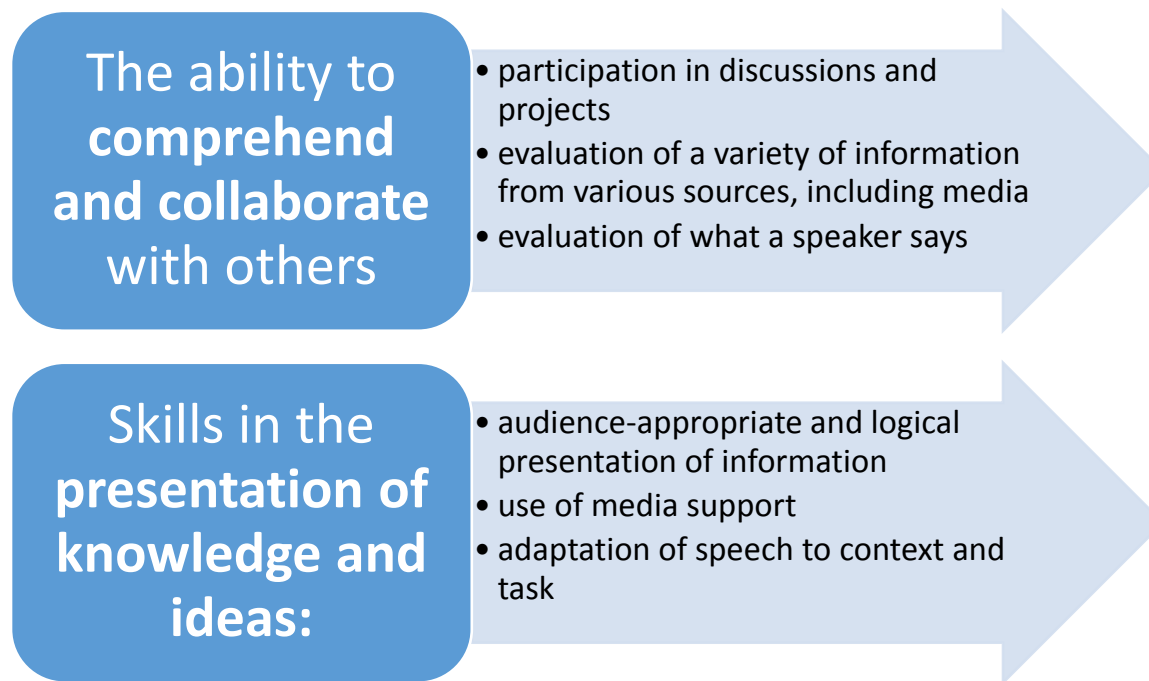 The ability to
comprehend
and collaborate
with others
• participation in discussions and
projects
• evaluation of a variety of information
from various sources, including media
• evaluation of what a speaker says
Skills in the
presentation of
knowledge and
ideas:
• audience-appropriate and logical
presentation of information
• use of media support
• adaptation of speech to context and
task